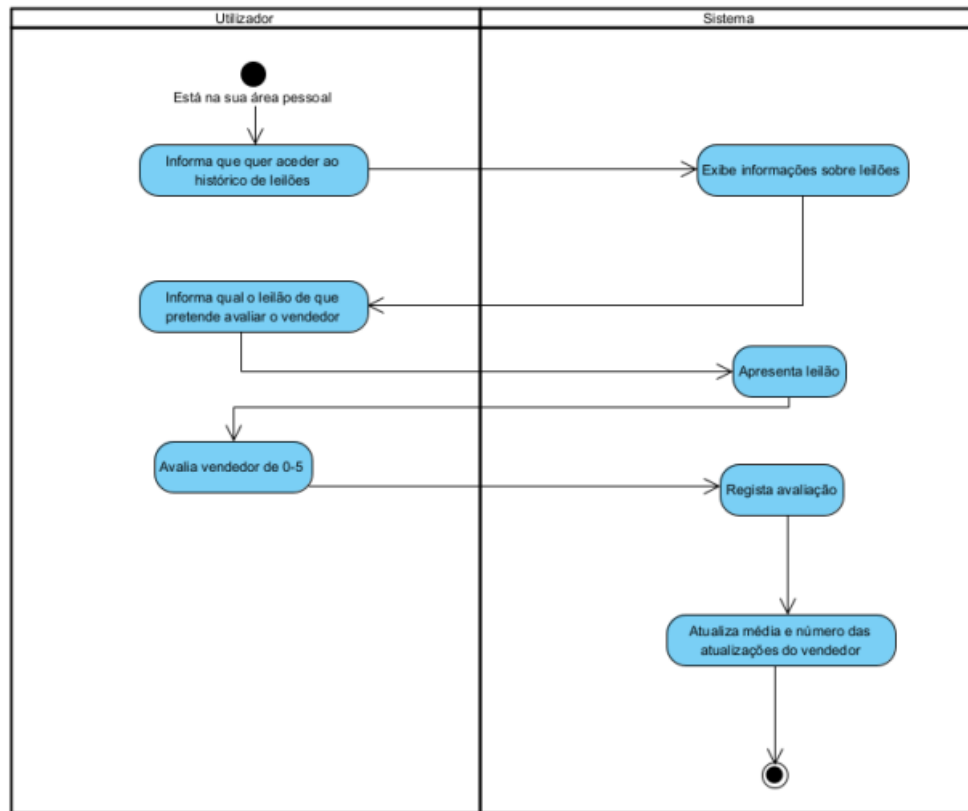 Utilizador
Sistema
Está na sua área pessoal
Informa que quer aceder ao
histórico de leilões
Exibe informações sobre leilões
Informa qual o leilão de que
pretende avaliar o vendedor
Apresenta leilão
Avalia vendedor de 0-5
Regista avaliação
Atualiza média e número das
atualizações do vendedor